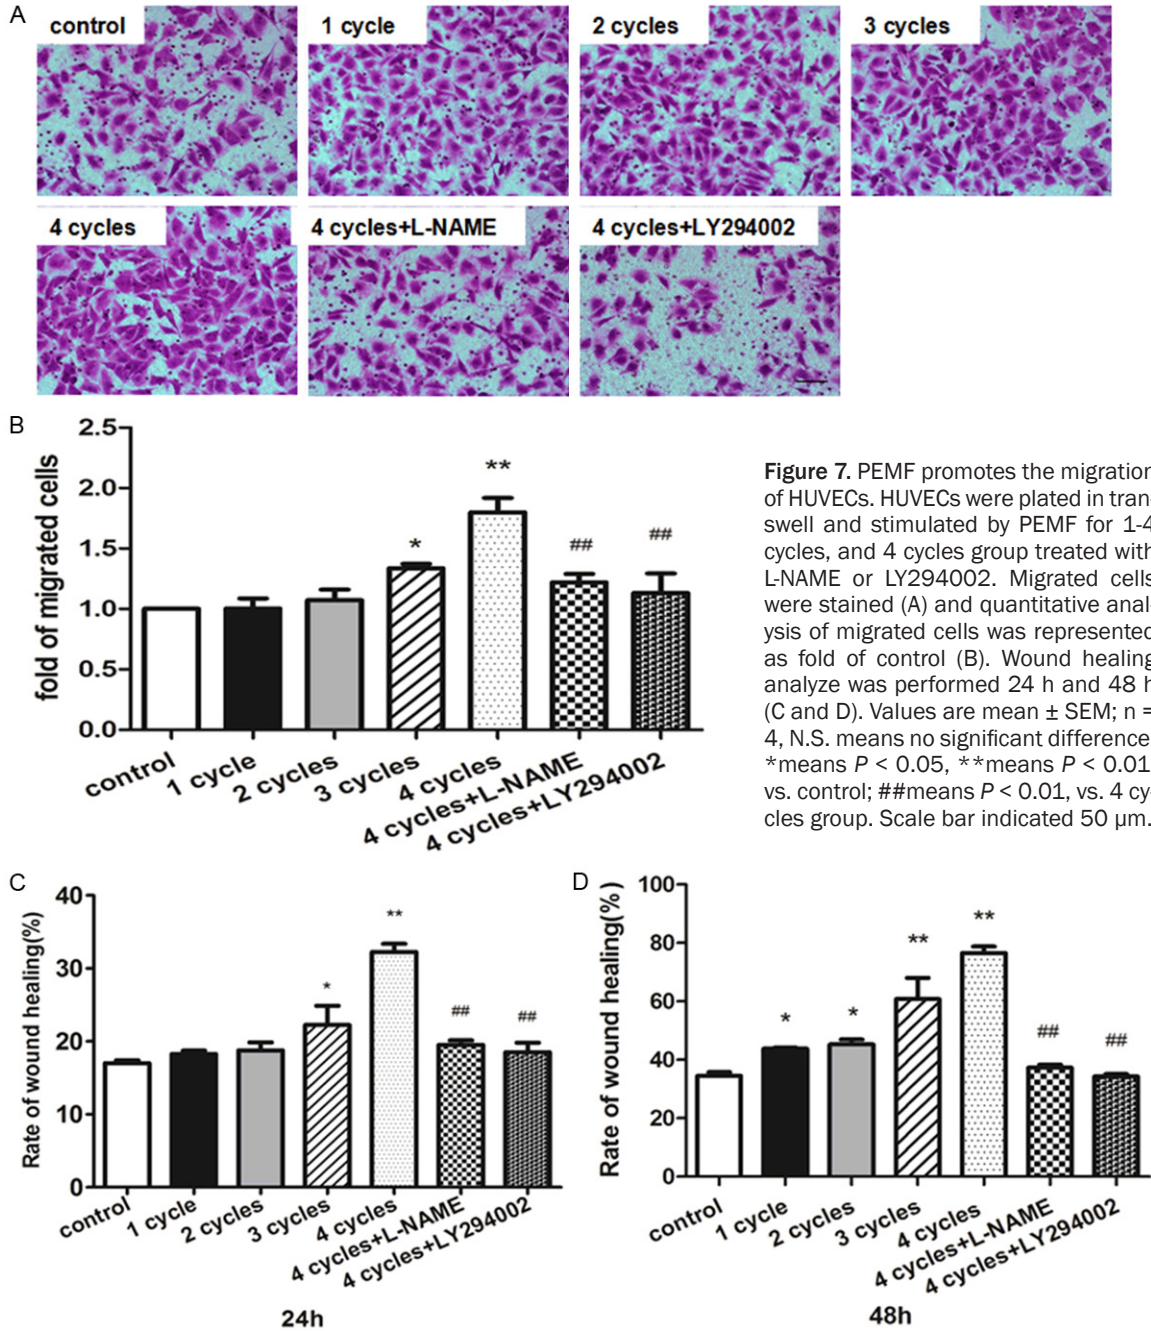 A
control
1 cycle
2 cycles
3 cycles
4 cycles
4 cycles+L-NAME
4 cycles+LY294002
B
fold of migrated cells
2.5
2.0
1.5
1.0
0.5
0.0
**
*
##
##
control
1 cycle
2 cycles
3 cycles
4 cycles
4 cycles+L-NAME
4 cycles+LY294002
Figure 7. PEMF promotes the migration
of HUVECs. HUVECs were plated in tran-
swell and stimulated by PEMF for 1-4
cycles, and 4 cycles group treated with
L-NAME or LY294002. Migrated cells
were stained (A) and quantitative anal-
ysis of migrated cells was represented
as fold of control (B). Wound healing
analyze was performed 24 h and 48 h
(C and D). Values are mean ± SEM; n =
4, N.S. means no significant difference.
*means P < 0.05, **means P < 0.01,
vs. control; ##means P < 0.01, vs. 4 cy-
cles group. Scale bar indicated 50 µm.
C
Rate of wound healing(%)
40
30
20
10
0
*
**
##
##
control
1 cycle
2 cycles
3 cycles
4 cycles
4 cycles+L-NAME
4 cycles+LY294002
24h
D
Rate of wound healing(%)
100
80
60
40
20
0
*
*
**
**
##
##
control
1 cycle
2 cycles
3 cycles
4 cycles
4 cycles+L-NAME
4 cycles+LY294002
48h